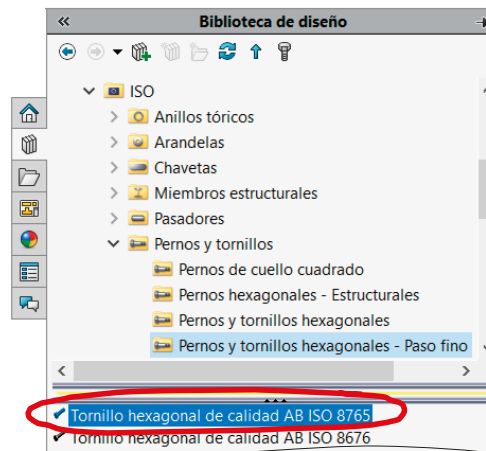 Biblioteca de diseño
ISO
Anillos tóricos
Arandelas
Chavetas
Miembros estructurales
Pasadores
Pernos y tornillos
Pernos de cuello cuadrado
Pernos hexagonales - Estructurales
Pernos y tornillos hexagonales
Pernos y tornillos hexagonales - Paso fino
Tornillo hexagonal de calidad AB ISO 8765
Tornillo hexagonal de calidad AB ISO 8676